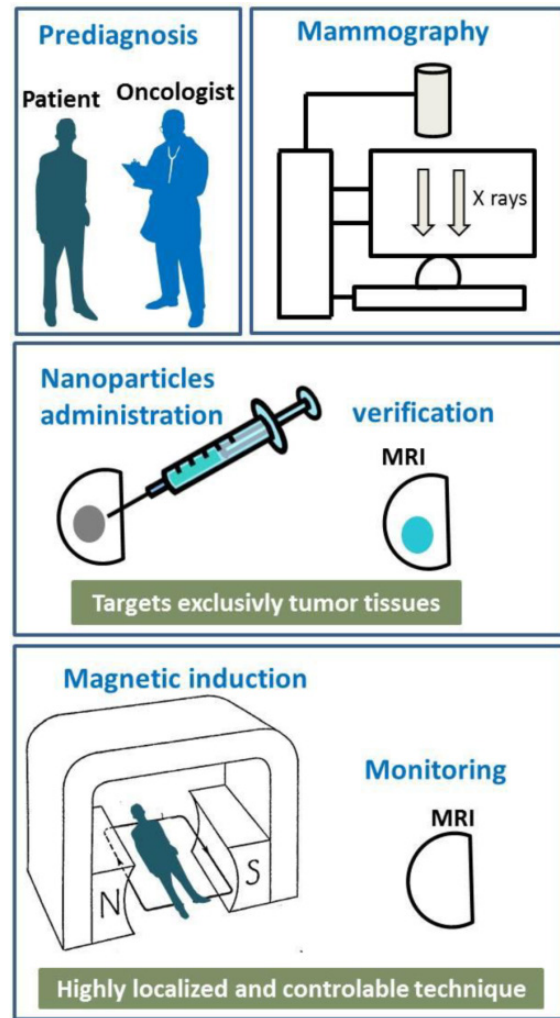 Prediagnosis
Patient
Oncologist
Mammography
X rays
Nanoparticles
administration
verification
MRI
Targets exclusivly tumor tissues
Magnetic induction
N
S
Monitoring
MRI
Highly localized and controlable technique